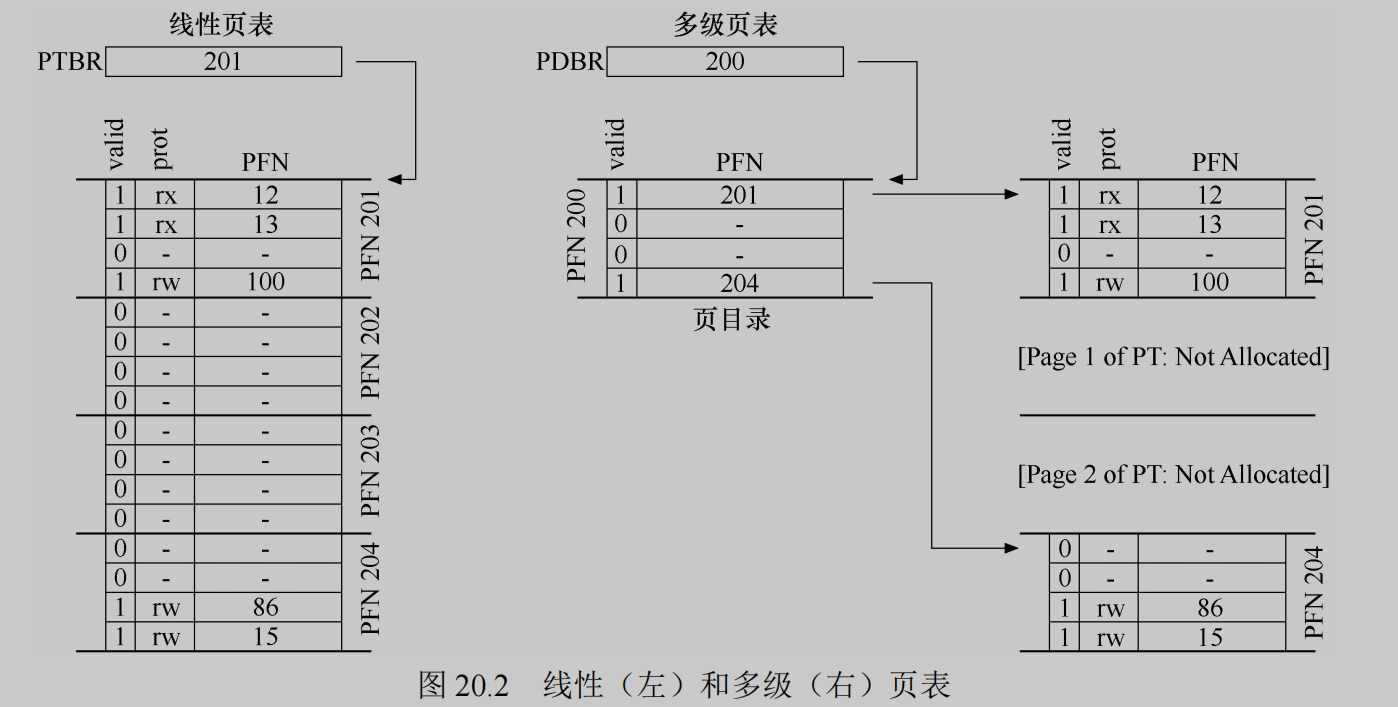 线性页表
PTBR 201
valid prot PFN
1 rx 12
1 rx 13
0 - -
1 rw 100
PFN 201
0 - -
0 - -
0 - -
0 - -
PFN 202
0 - -
0 - -
0 - -
0 - -
PFN 203
0 - -
0 - -
1 rw 86
1 rw 15
PFN 204
多级页表
PDBR 200
valid PFN
PFN 200
1 201
0 -
0 -
1 204
页目录
valid prot PFN
1 rx 12
1 rx 13
0 - -
1 rw 100
PFN 201
[Page 1 of PT: Not Allocated]
[Page 2 of PT: Not Allocated]
0 - -
0 - -
1 rw 86
1 rw 15
PFN 204
图 20.2 线性（左）和多级（右）页表